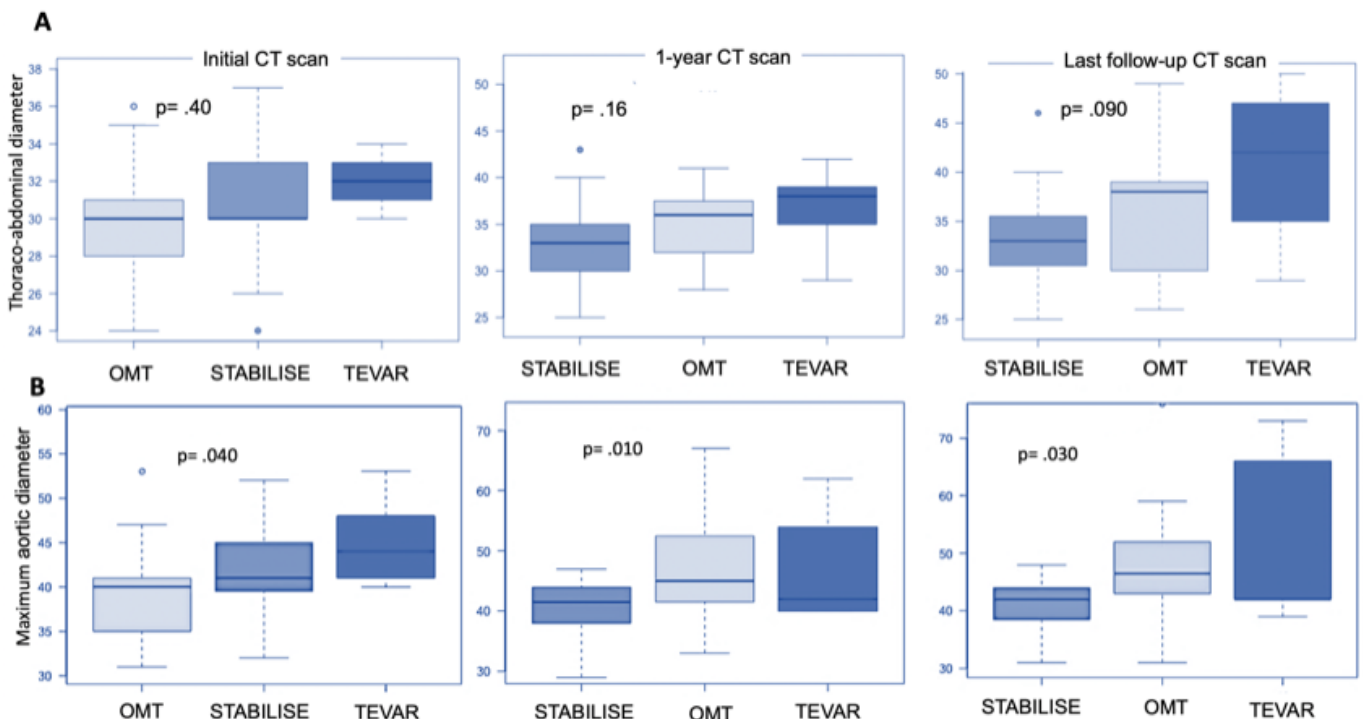 A
Initial CT scan
1-year CT scan
Last follow-up CT scan
Thoraco-abdominal diameter
38
36
34
32
30
28
26
24
p= .40
OMT STABILISE TEVAR
50
45
40
35
30
25
p= .16
STABILISE OMT TEVAR
50
45
40
35
30
25
p= .090
STABILISE OMT TEVAR
B
Maximum aortic diameter
60
55
50
45
40
35
30
p= .040
OMT STABILISE TEVAR
70
60
50
40
30
p= .010
STABILISE OMT TEVAR
70
50
40
30
p= .030
STABILISE OMT TEVAR